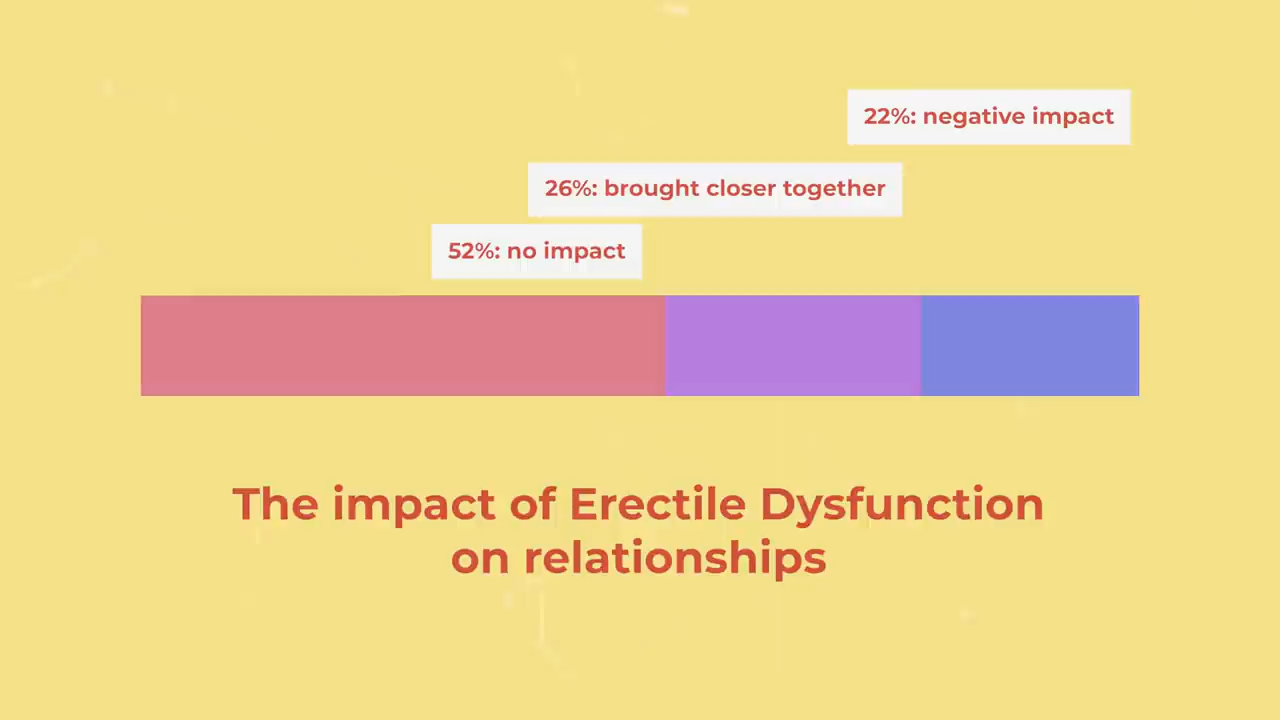 22%: negative impact
26%: brought closer together
52%: no impact
The impact of Erectile Dysfunction
on relationships